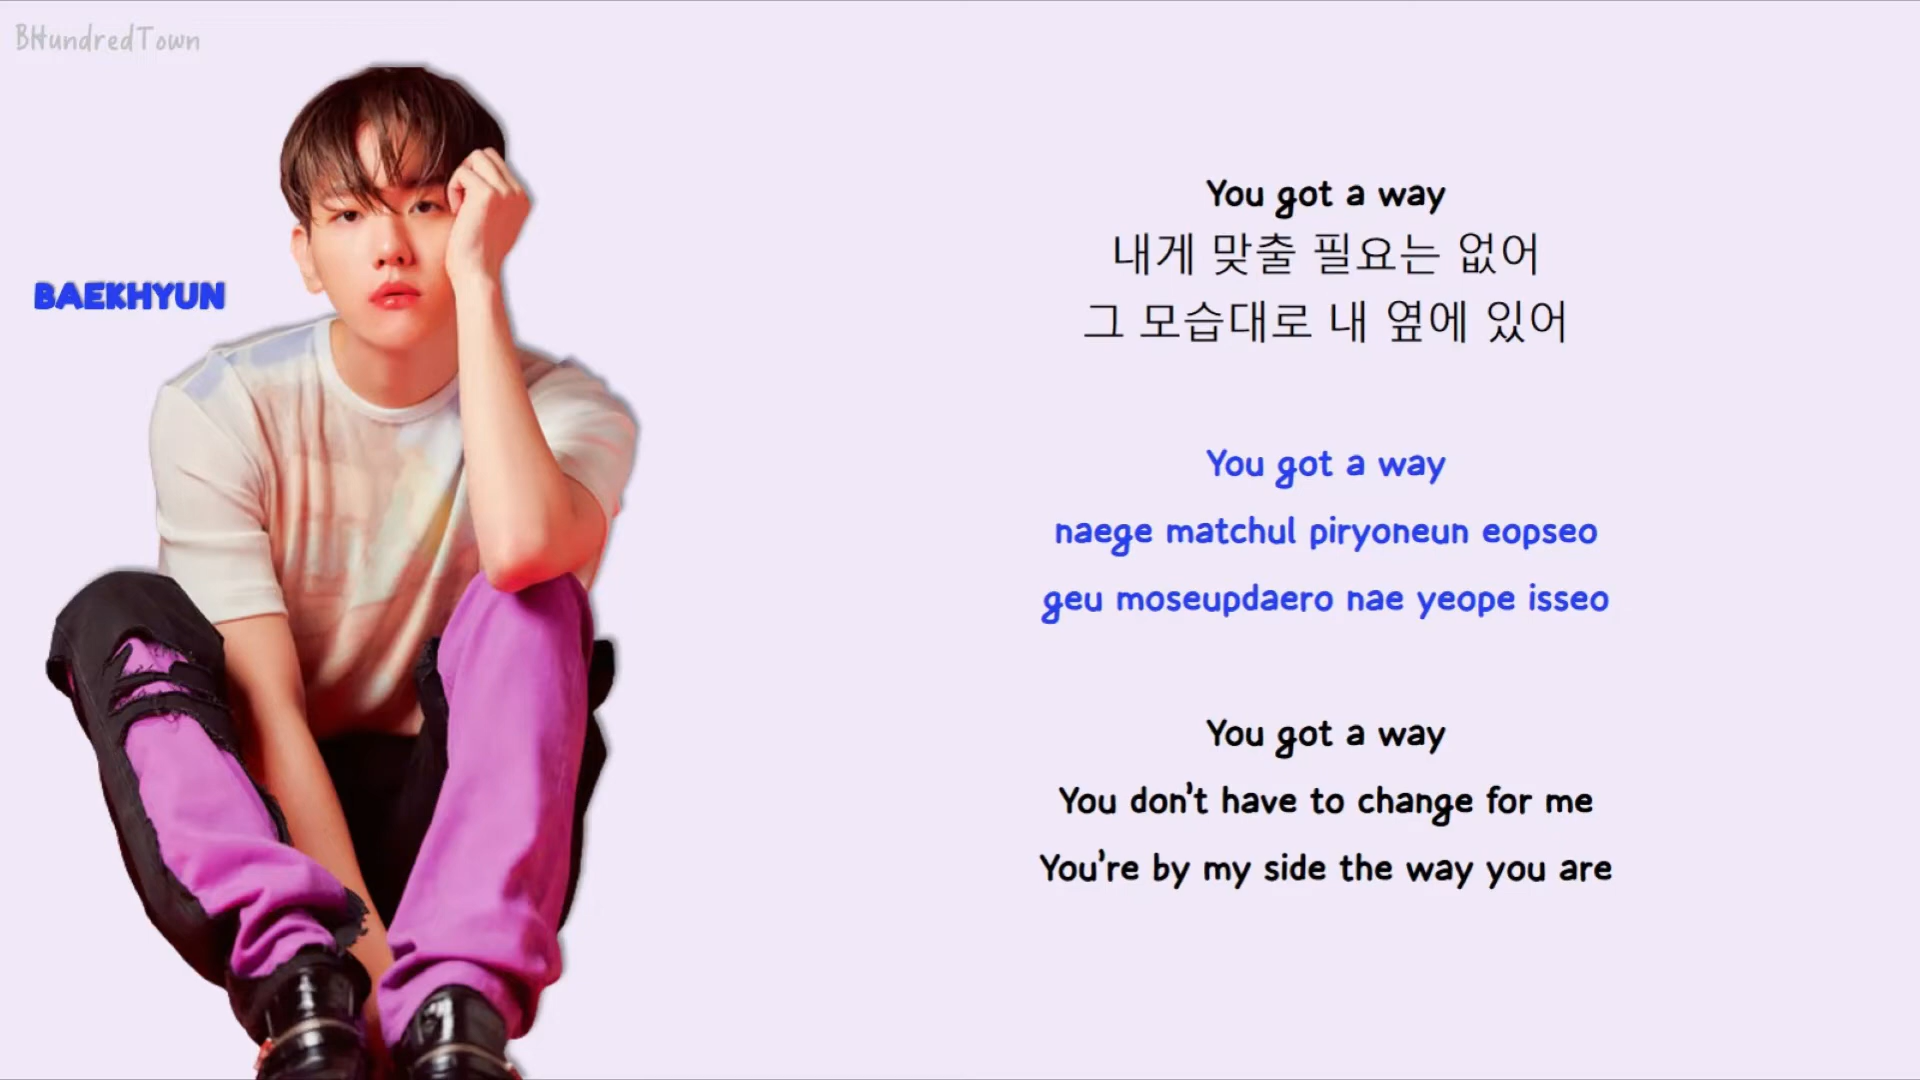 BHundredTown
BAEKHYUN
You got a way
내게 맞출 필요는 없어
그 모습대로 내 옆에 있어
You got a way
naege matchul piryoneun eopseo
geu moseupdaero nae yeope isseo
You got a way
You don't have to change for me
You're by my side the way you are